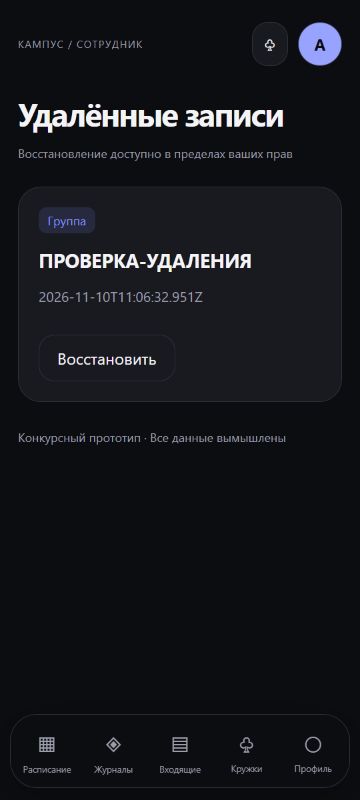 КАМПУС / СОТРУДНИК
А
Удалённые записи
Восстановление доступно в пределах ваших прав
Группа
ПРОВЕРКА-УДАЛЕНИЯ
2026-11-10T11:06:32.951Z
Восстановить
Конкурсный прототип · Все данные вымышлены
Расписание
Журналы
Входящие
Кружки
Профиль